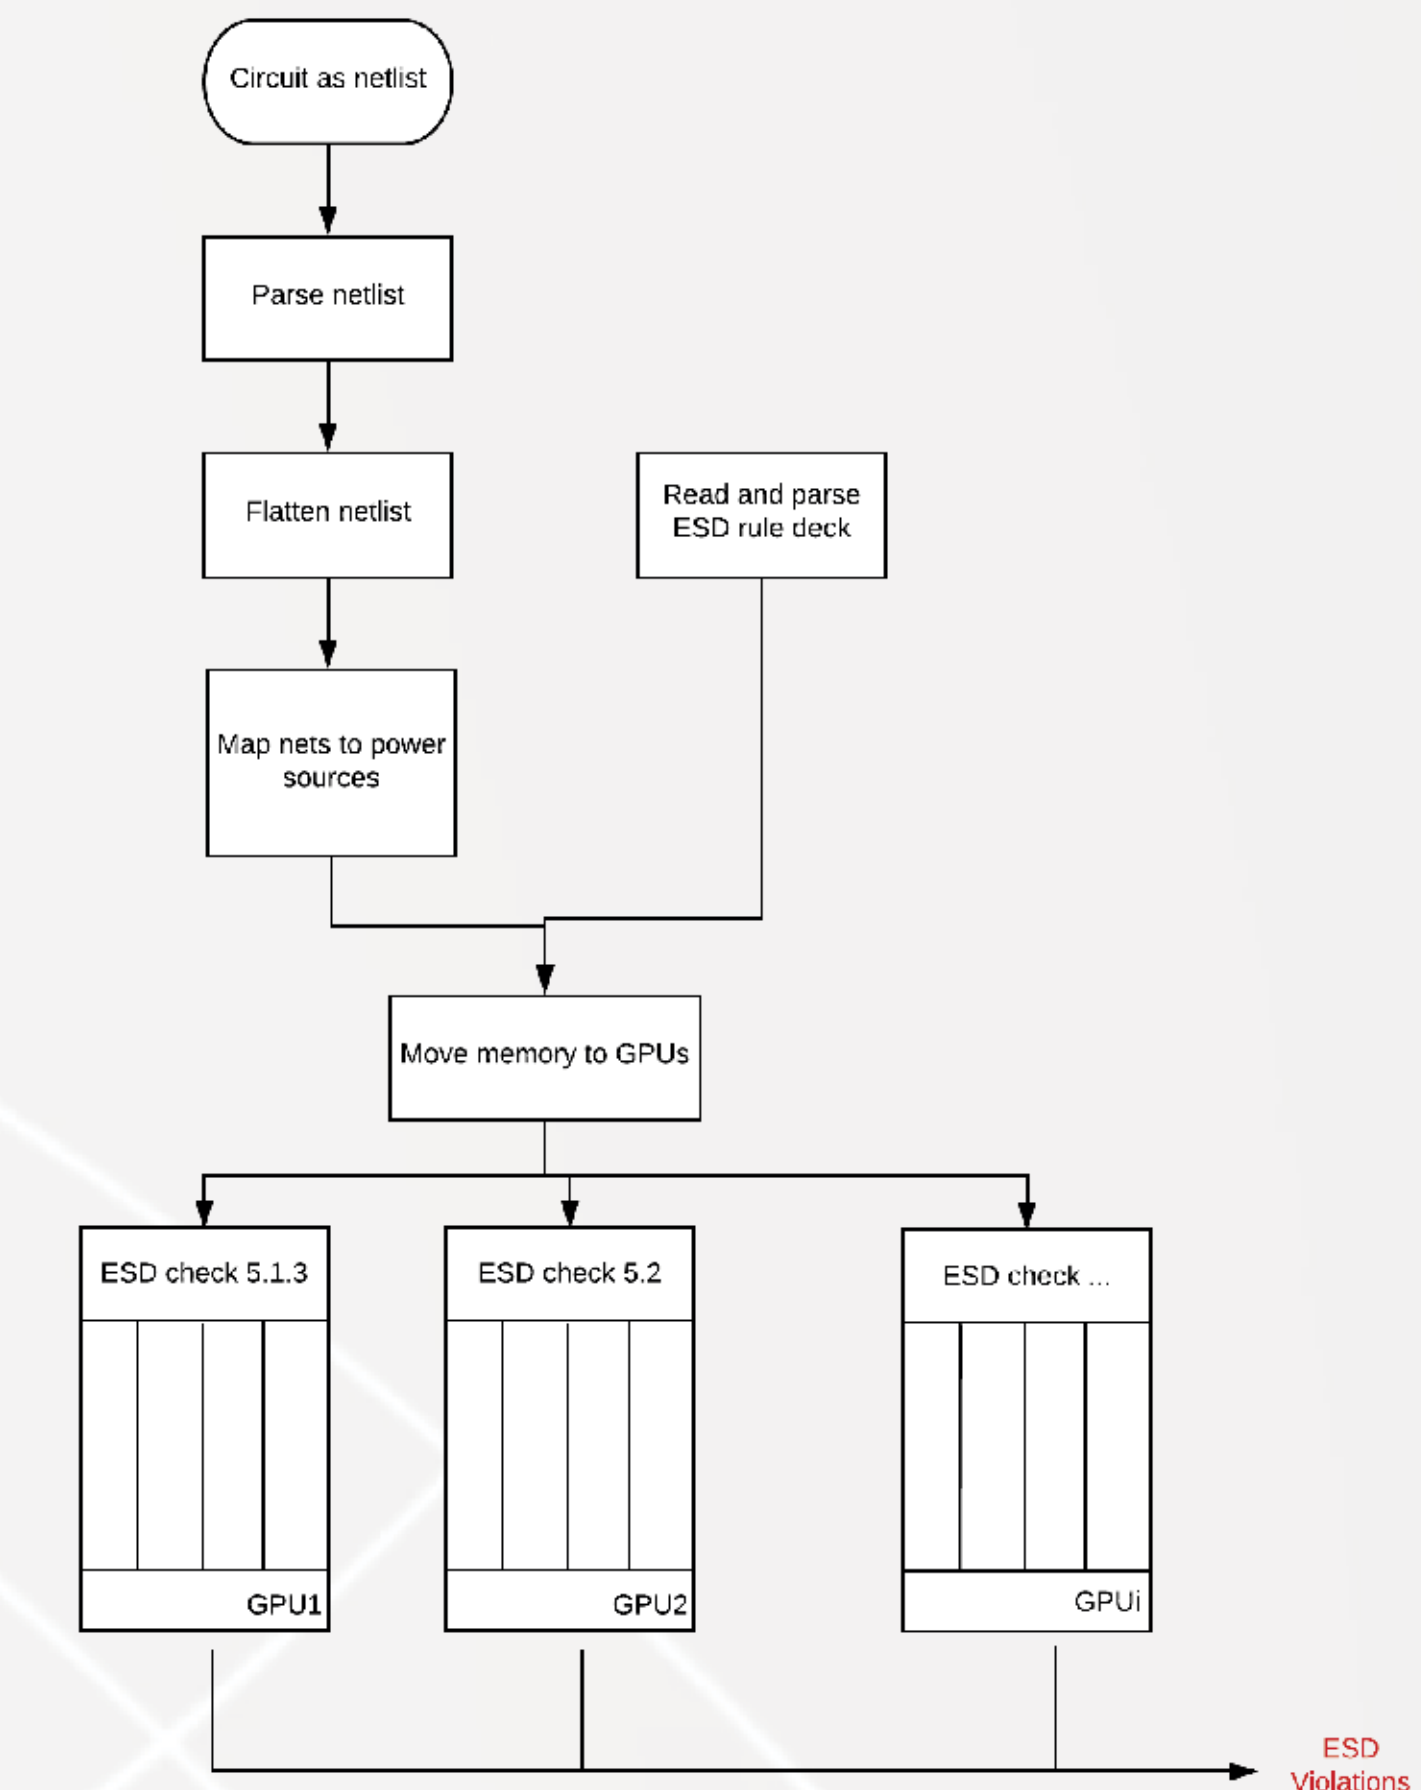 Circuit as netlist
Parse netlist
Flatten netlist
Read and parse
ESD rule deck
Map nets to power
sources
Move memory to GPUs
ESD check 5.1.3
ESD check 5.2
ESD check ...
GPU1
GPU2
GPUi
ESD
Violations